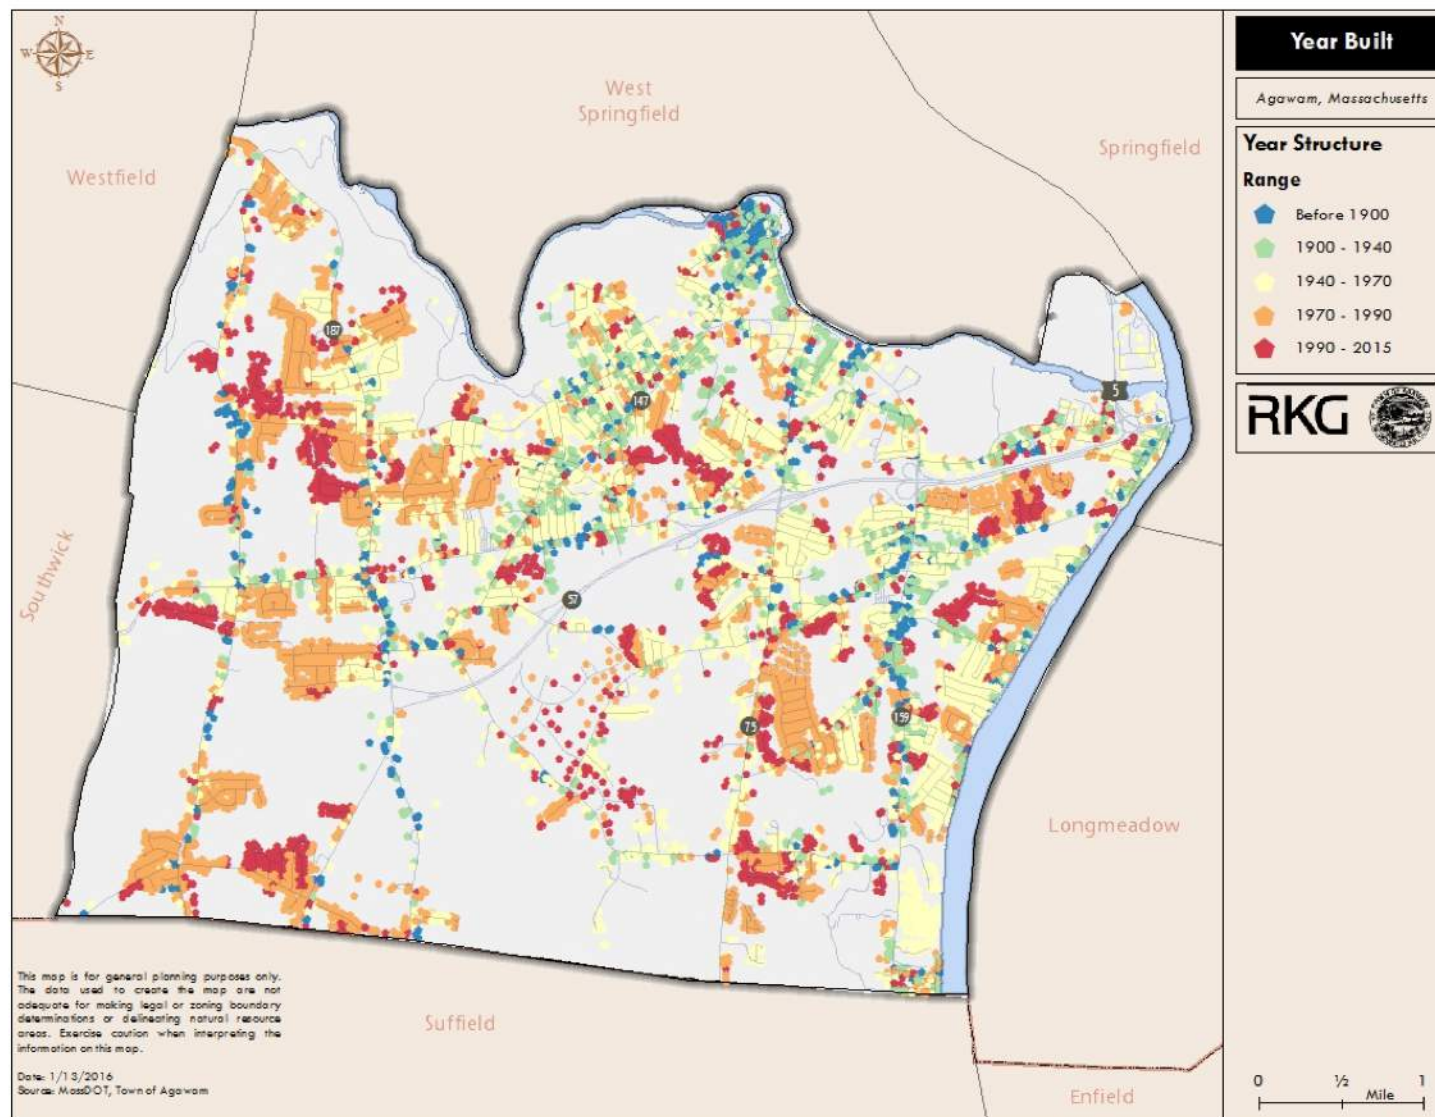 N
W E
S
West
Springfield
Springfield
Westfield
Southwick
Longmeadow
Suffield
Enfield
187
147
5
57
75
159
Year Built
Agawam, Massachusetts
Year Structure
Range
Before 1900
1900 - 1940
1940 - 1970
1970 - 1990
1990 - 2015
RKG
This map is for general planning purposes only.
The data used to create the map are not
adequate for making legal or zoning boundary
determinations or delineating natural resource
areas. Exercise caution when interpreting the
information on this map.
Date: 1/13/2016
Source: MassDOT, Town of Agawam
0 ½ 1
Mile